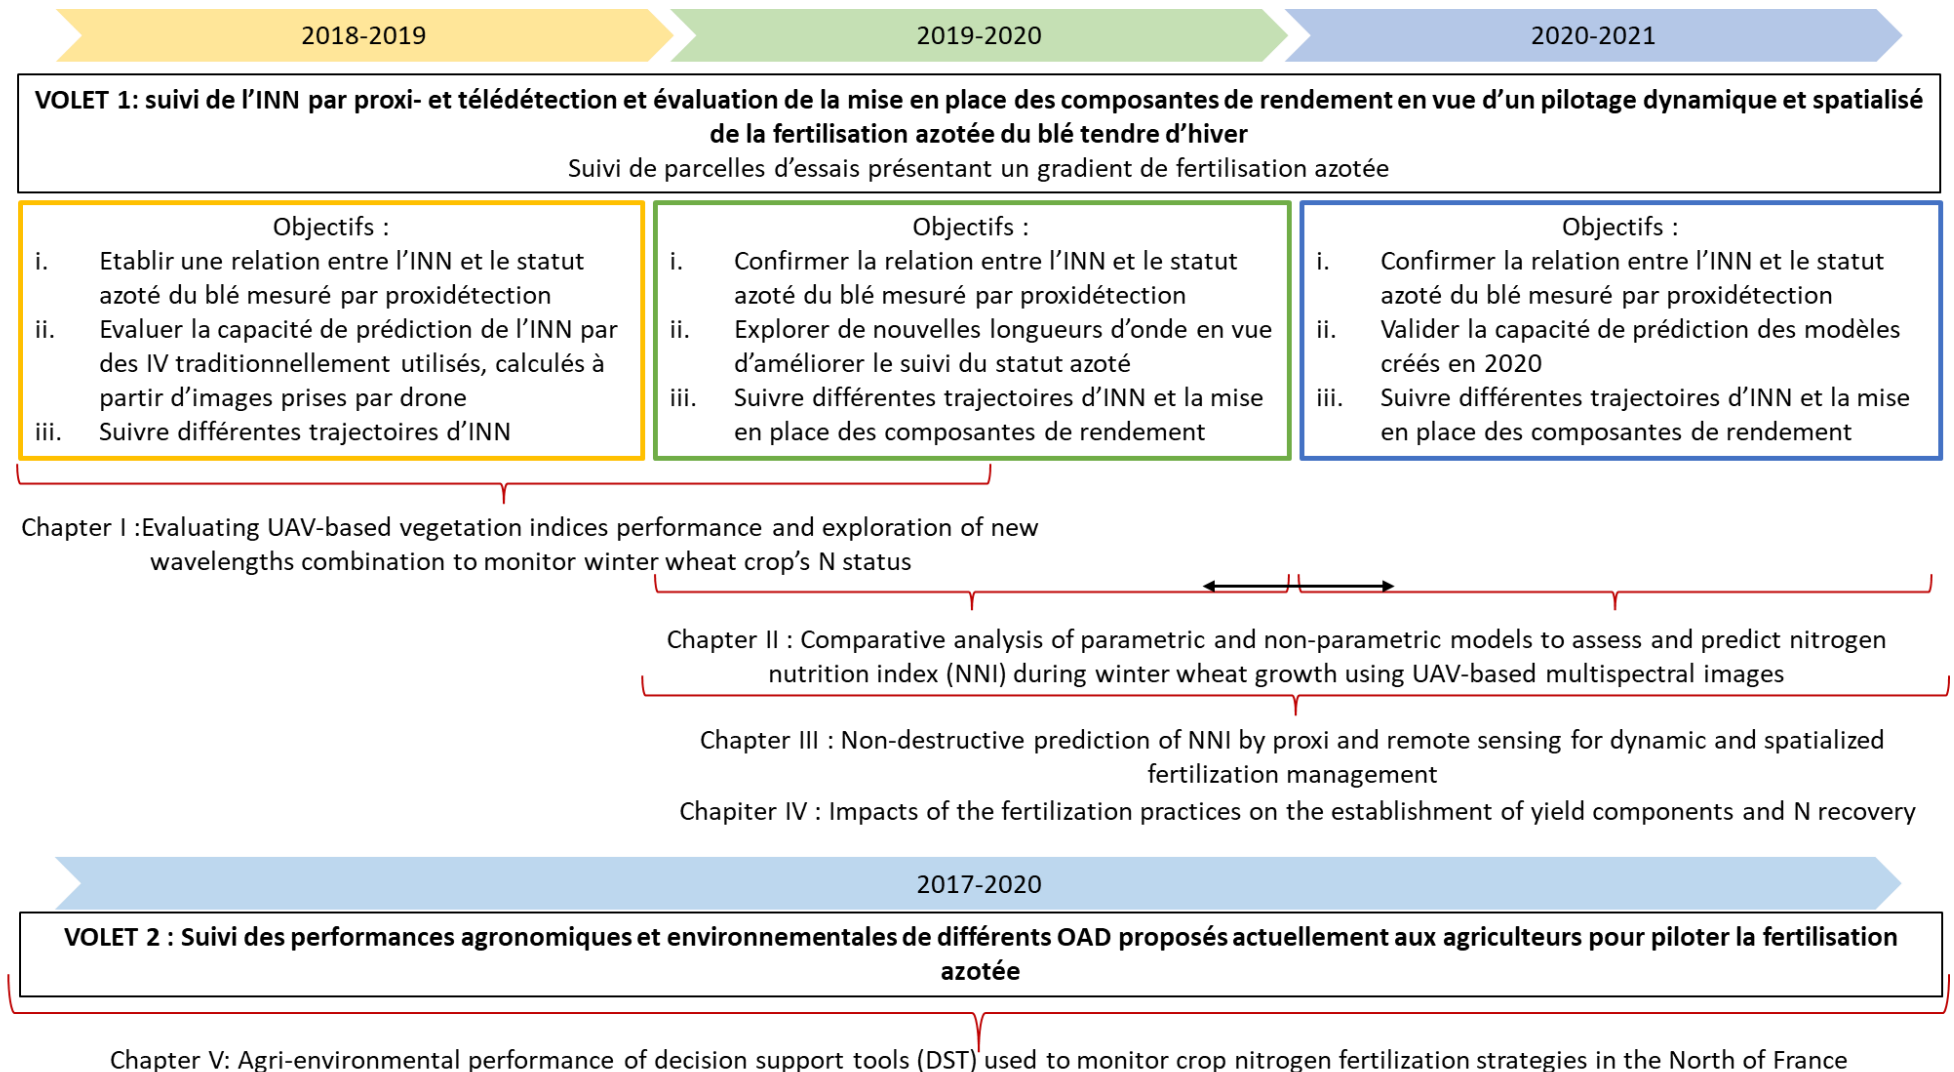 2018-2019
2019-2020
2020-2021
VOLET 1: suivi de l'INN par proxi- et télédétection et évaluation de la mise en place des composantes de rendement en vue d'un pilotage dynamique et spatialisé
de la fertilisation azotée du blé tendre d'hiver
Suivi de parcelles d'essais présentant un gradient de fertilisation azotée
Objectifs :
i. Etablir une relation entre l'INN et le statut
azoté du blé mesuré par proxidétection
ii. Evaluer la capacité de prédiction de l'INN par
des IV traditionnellement utilisés, calculés à
partir d'images prises par drone
iii. Suivre différentes trajectoires d'INN
Objectifs :
i. Confirmer la relation entre l'INN et le statut
azoté du blé mesuré par proxidétection
ii. Explorer de nouvelles longueurs d'onde en vue
d'améliorer le suivi du statut azoté
iii. Suivre différentes trajectoires d'INN et la mise
en place des composantes de rendement
Objectifs :
i. Confirmer la relation entre l'INN et le statut
azoté du blé mesuré par proxidétection
ii. Valider la capacité de prédiction des modèles
créés en 2020
iii. Suivre différentes trajectoires d'INN et la mise
en place des composantes de rendement
Chapter I :Evaluating UAV-based vegetation indices performance and exploration of new
wavelengths combination to monitor winter wheat crop's N status
Chapter II : Comparative analysis of parametric and non-parametric models to assess and predict nitrogen
nutrition index (NNI) during winter wheat growth using UAV-based multispectral images
Chapter III : Non-destructive prediction of NNI by proxi and remote sensing for dynamic and spatialized
fertilization management
Chapiter IV : Impacts of the fertilization practices on the establishment of yield components and N recovery
2017-2020
VOLET 2 : Suivi des performances agronomiques et environnementales de différents OAD proposés actuellement aux agriculteurs pour piloter la fertilisation
azotée
Chapter V: Agri-environmental performance of decision support tools (DST) used to monitor crop nitrogen fertilization strategies in the North of France